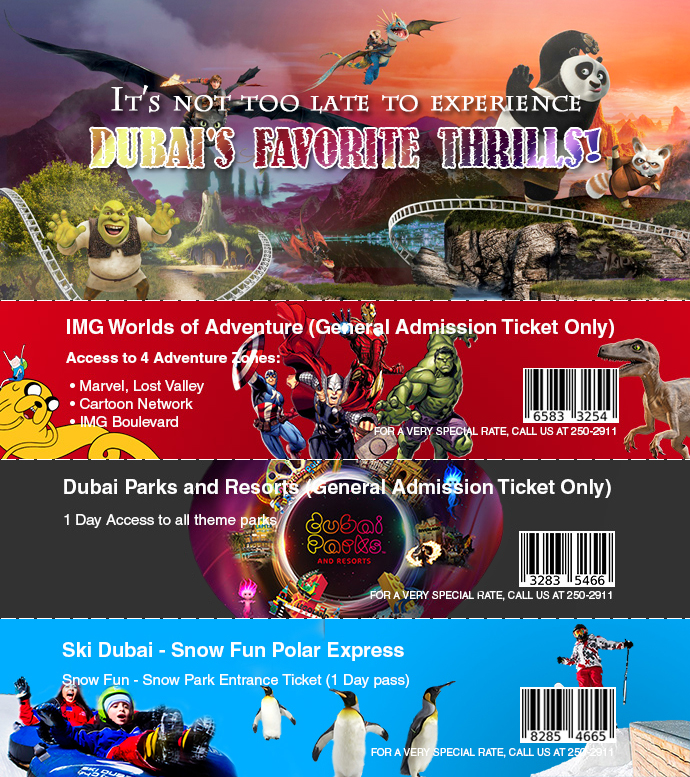 It's not too late to experience
DUBAI'S FAVORITE THRILLS!
IMG Worlds of Adventure (General Admission Ticket Only)
Access to 4 Adventure Zones:
• Marvel, Lost Valley
• Cartoon Network
• IMG Boulevard
6583 3254
FOR A VERY SPECIAL RATE, CALL US AT 250-2911
Dubai Parks and Resorts (General Admission Ticket Only)
1 Day Access to all theme parks
dubai
Parks™
AND RESORTS
3283 5466
FOR A VERY SPECIAL RATE, CALL US AT 250-2911
Ski Dubai - Snow Fun Polar Express
Snow Fun - Snow Park Entrance Ticket (1 Day pass)
8285 4665
FOR A VERY SPECIAL RATE, CALL US AT 250-2911
SKI DUBAI